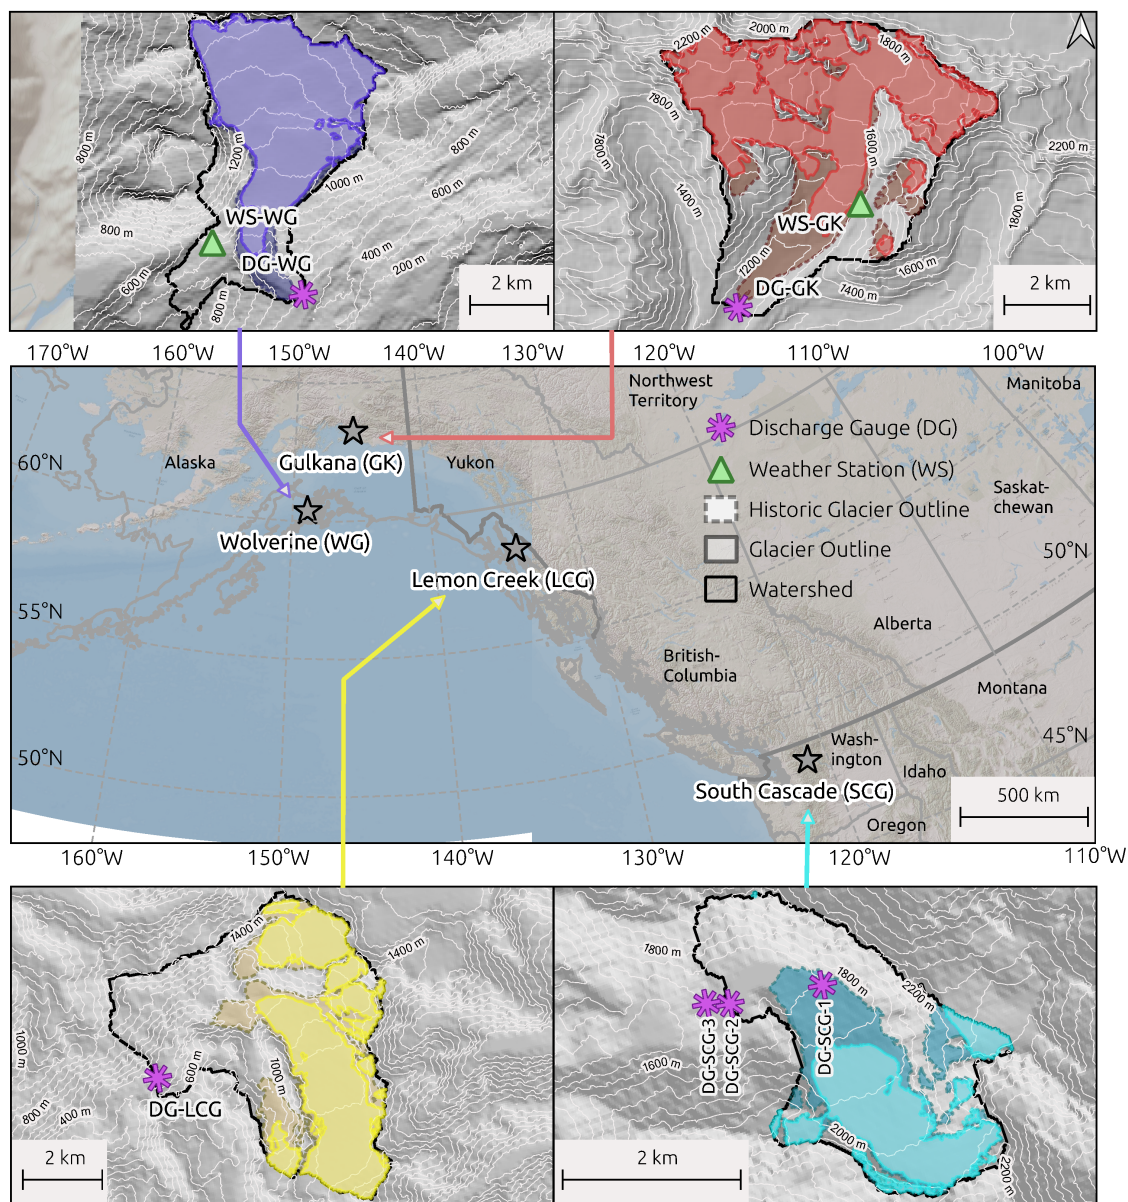 800 m
1200 m
800 m
1000 m
600 m
WS-WG
800 m
400 m
DG-WG
200 m
600 m
800 m
2 km
2200 m
2000 m
1800 m
1800 m
1800 m
1600 m
2200 m
1400 m
1800 m
WS-GK
1200 m
1600 m
DG-GK
1400 m
2 km
170°W 160°W 150°W 140°W 130°W 120°W 110°W 100°W
Northwest
Territory
Manitoba
Discharge Gauge (DG)
60°N
Alaska
Gulkana (GK)
Yukon
Weather Station (WS)
Saskat-
chewan
Historic Glacier Outline
Wolverine (WG)
Glacier Outline
50°N
Lemon Creek (LCG)
Watershed
55°N
Alberta
British-
Columbia
Montana
45°N
50°N
Wash-
ington
Idaho
South Cascade (SCG)
500 km
Oregon
160°W 150°W 140°W 130°W 120°W 110°W
1400 m
1400 m
1000 m
600 m
1000 m
800 m
400 m
DG-LCG
2 km
1800 m
1800 m
2200 m
DG-SCG-3
DG-SCG-2
DG-SCG-1
1600 m
2000 m
2200 m
2 km